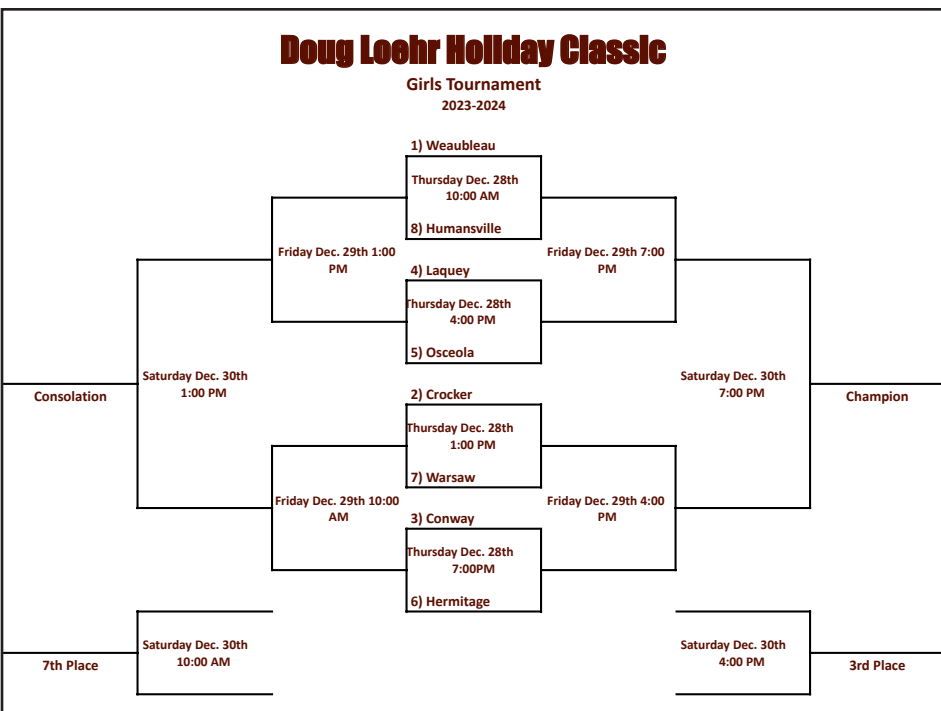 Doug Loehr Holiday Classic
Girls Tournament
2023-2024
1) Weaubleau
Thursday Dec. 28th
10:00 AM
8) Humansville
Friday Dec. 29th 1:00
PM
Friday Dec. 29th 7:00
PM
4) Laquey
Thursday Dec. 28th
4:00 PM
5) Osceola
Saturday Dec. 30th
1:00 PM
Saturday Dec. 30th
7:00 PM
Consolation
Champion
2) Crocker
Thursday Dec. 28th
1:00 PM
7) Warsaw
Friday Dec. 29th 10:00
AM
Friday Dec. 29th 4:00
PM
3) Conway
Thursday Dec. 28th
7:00PM
6) Hermitage
Saturday Dec. 30th
10:00 AM
Saturday Dec. 30th
4:00 PM
7th Place
3rd Place